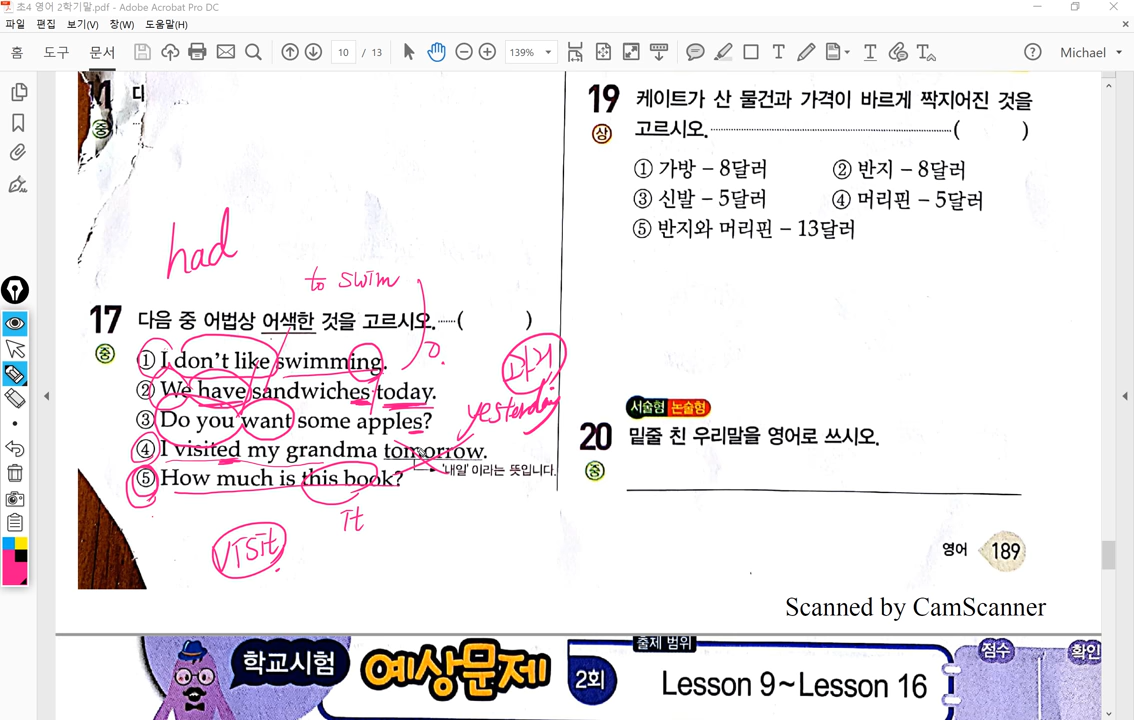 초4 영어 2학기말.pdf - Adobe Acrobat Pro DC
파일 편집 보기(V) 창(W) 도움말(H)
홈 도구 문서 10 / 13 139% Michael
다
중
had
to swim
17 다음 중 어법상 어색한 것을 고르시오. ( )
중
① I don't like swimming.
② We have sandwiches today.
③ Do you want some apples?
④ I visited my grandma tomorrow.
'내일'이라는 뜻입니다.
⑤ How much is this book?
과거
yesterday
It
visit
19 케이트가 산 물건과 가격이 바르게 짝지어진 것을
상 고르시오. ( )
① 가방 – 8달러 ② 반지 – 8달러
③ 신발 – 5달러 ④ 머리핀 – 5달러
⑤ 반지와 머리핀 – 13달러
서술형 논술형
20 밑줄 친 우리말을 영어로 쓰시오.
중
영어 189
Scanned by CamScanner
학교시험 예상문제 2회
출제 범위
Lesson 9~Lesson 16
점수 확인